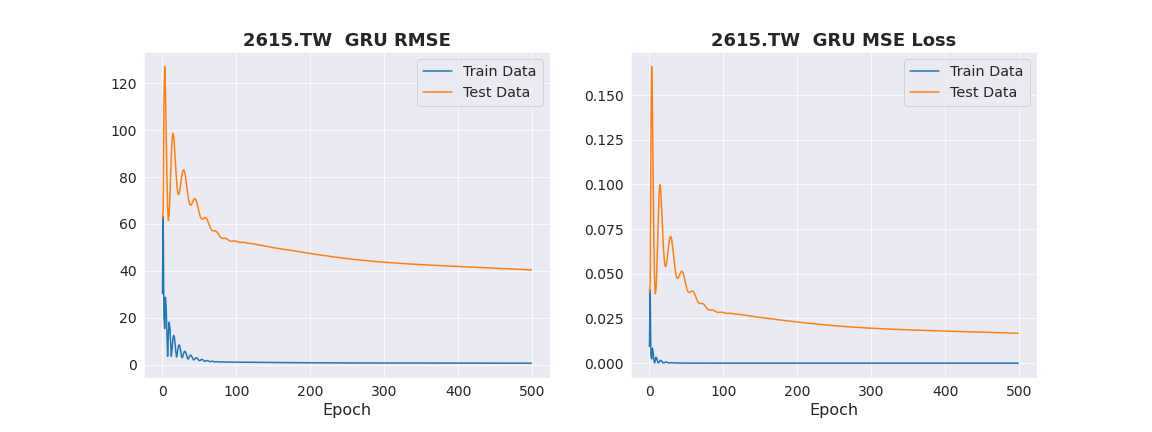 2615.TW  GRU RMSE
Train Data
Test Data
120
100
80
60
40
20
0
0 100 200 300 400 500
Epoch
2615.TW  GRU MSE Loss
Train Data
Test Data
0.150
0.125
0.100
0.075
0.050
0.025
0.000
0 100 200 300 400 500
Epoch